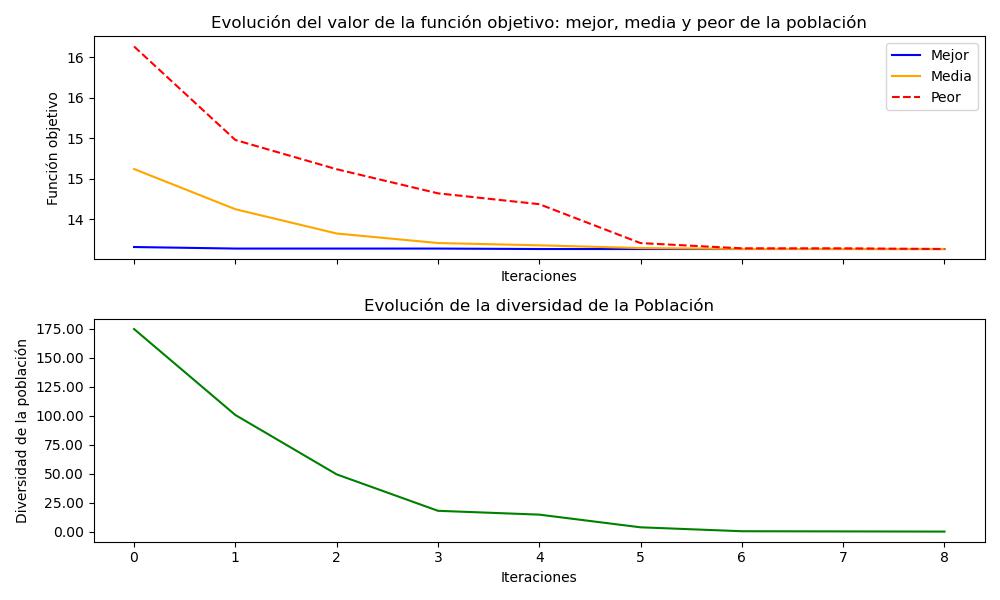 Evolución del valor de la función objetivo: mejor, media y peor de la población
Función objetivo
16
16
15
15
14
Mejor
Media
Peor
Iteraciones
Evolución de la diversidad de la Población
Diversidad de la población
175.00
150.00
125.00
100.00
75.00
50.00
25.00
0.00
0 1 2 3 4 5 6 7 8
Iteraciones